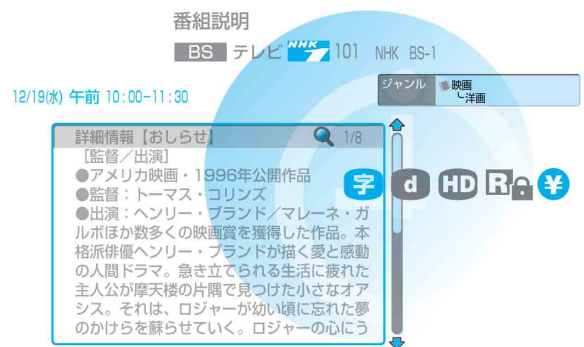 番組説明
BS テレビ NHK 101 NHK BS-1
12/19(水) 午前 10:00-11:30
ジャンル 映画
洋画
詳細情報【おしらせ】 1/8
[監督/出演]
●アメリカ映画・1996年公開作品
●監督:トーマス・コリンズ
●出演:ヘンリー・ブランド/マレーネ・ガ
ルボほか数多くの映画賞を獲得した作品。本
格派俳優ヘンリー・ブランドが描く愛と感動
の人間ドラマ。急き立てられる生活に疲れた
主人公が摩天楼の片隅で見つけた小さなオア
シス。それは、ロジャーが幼い頃に忘れた夢
のかけらを蘇らせていく。ロジャーの心にう
字 d HD R ¥